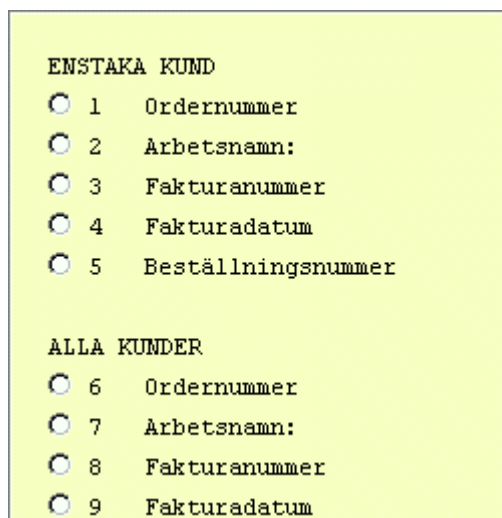 ENSTAKA KUND
1 Ordernummer
2 Arbetsnamn:
3 Fakturanummer
4 Fakturadatum
5 Beställningsnummer
ALLA KUNDER
6 Ordernummer
7 Arbetsnamn:
8 Fakturanummer
9 Fakturadatum